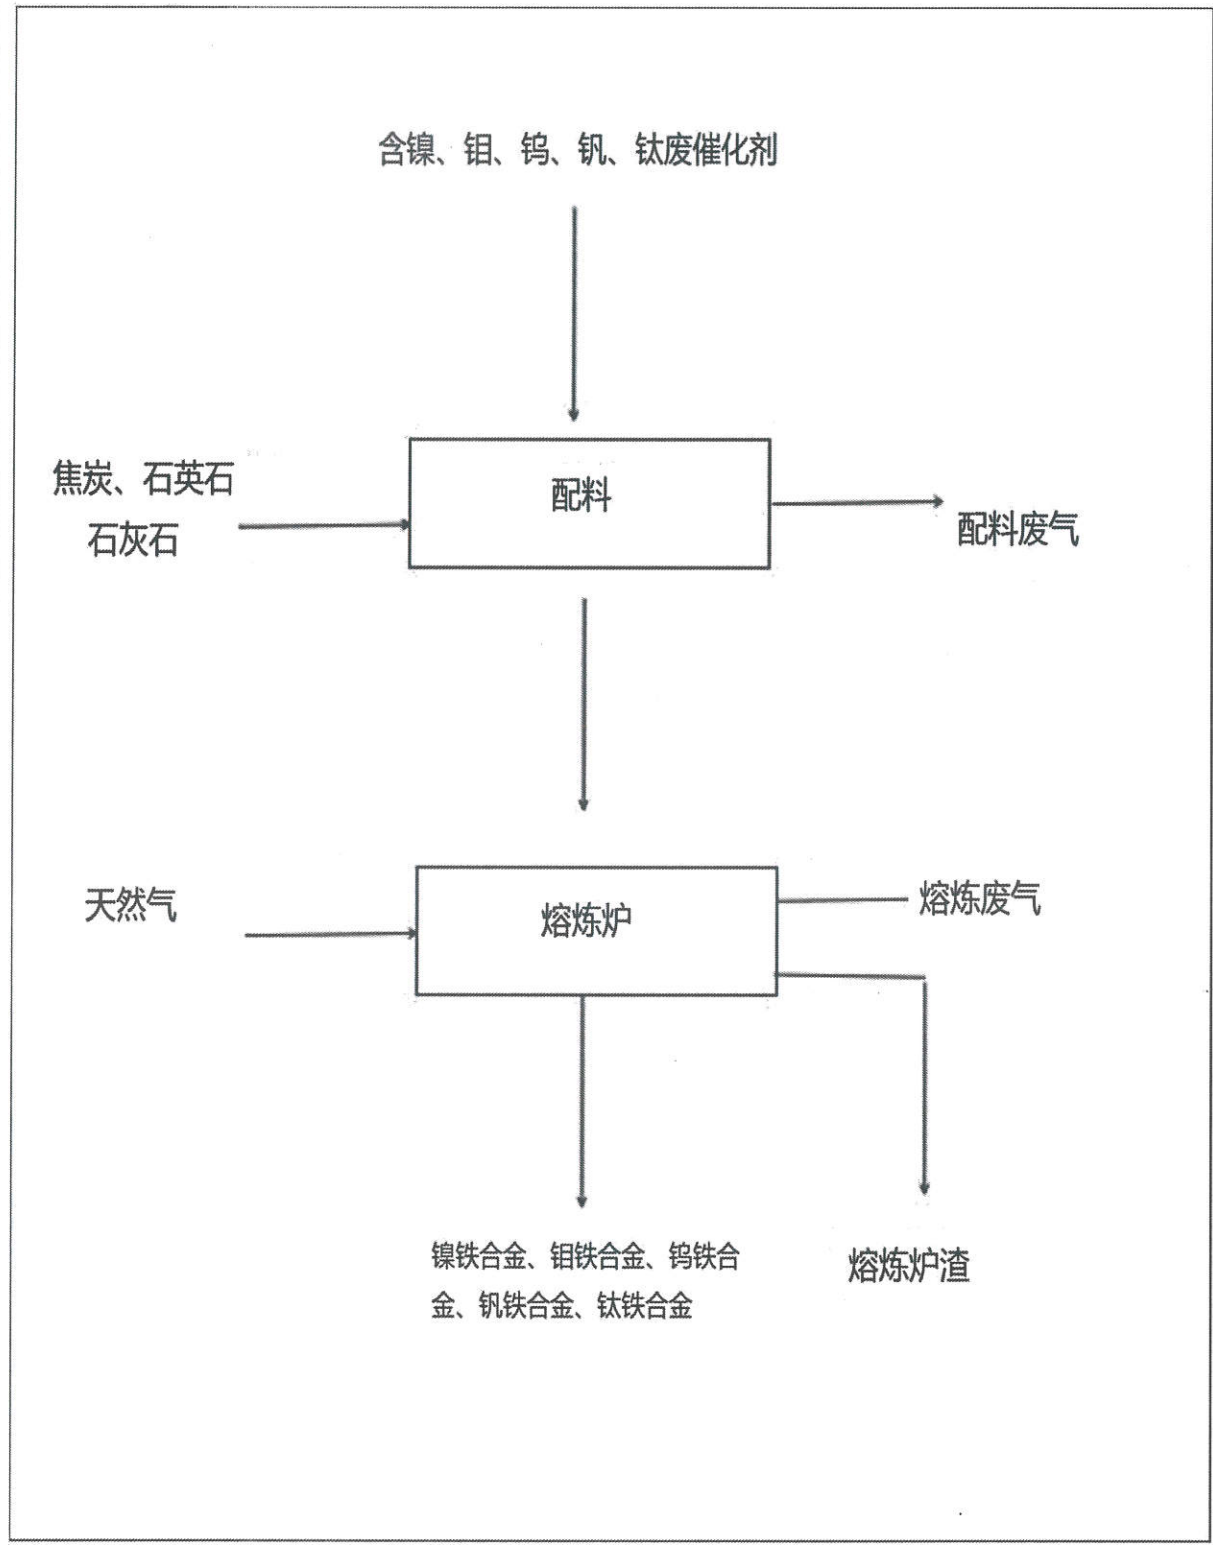 含镍、钼、钨、钒、钛废催化剂
焦炭、石英石
石灰石
配料
配料废气
天然气
熔炼炉
熔炼废气
镍铁合金、钼铁合金、钨铁合
金、钒铁合金、钛铁合金
熔炼炉渣